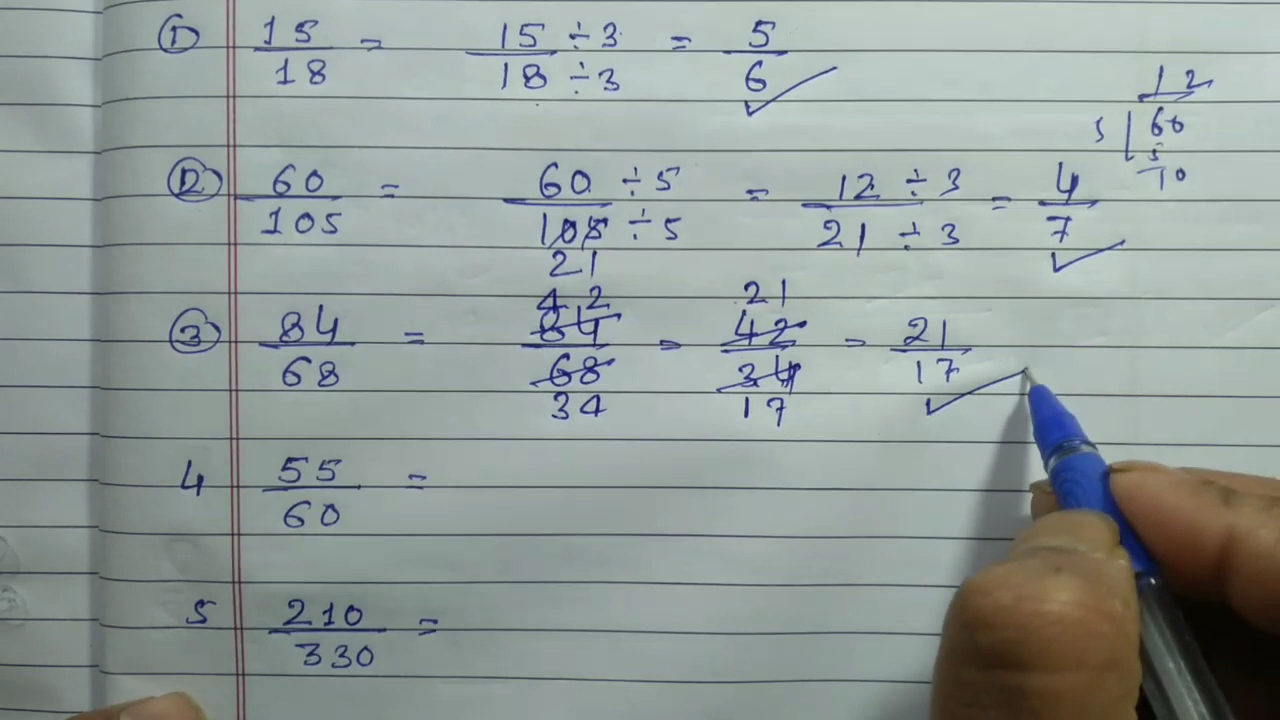 ① 15/18 = 15 ÷3 / 18 ÷3 = 5/6 ✓
12
5 | 60
5
10
② 60/105 = 60 ÷5 / 105 ÷5 = 12 ÷3 / 21 ÷3 = 4/7 ✓
21
42 21
③ 84/68 = 84/68 = 42/34 = 21/17 ✓
34 17
4 55/60 =
5 210/330 =